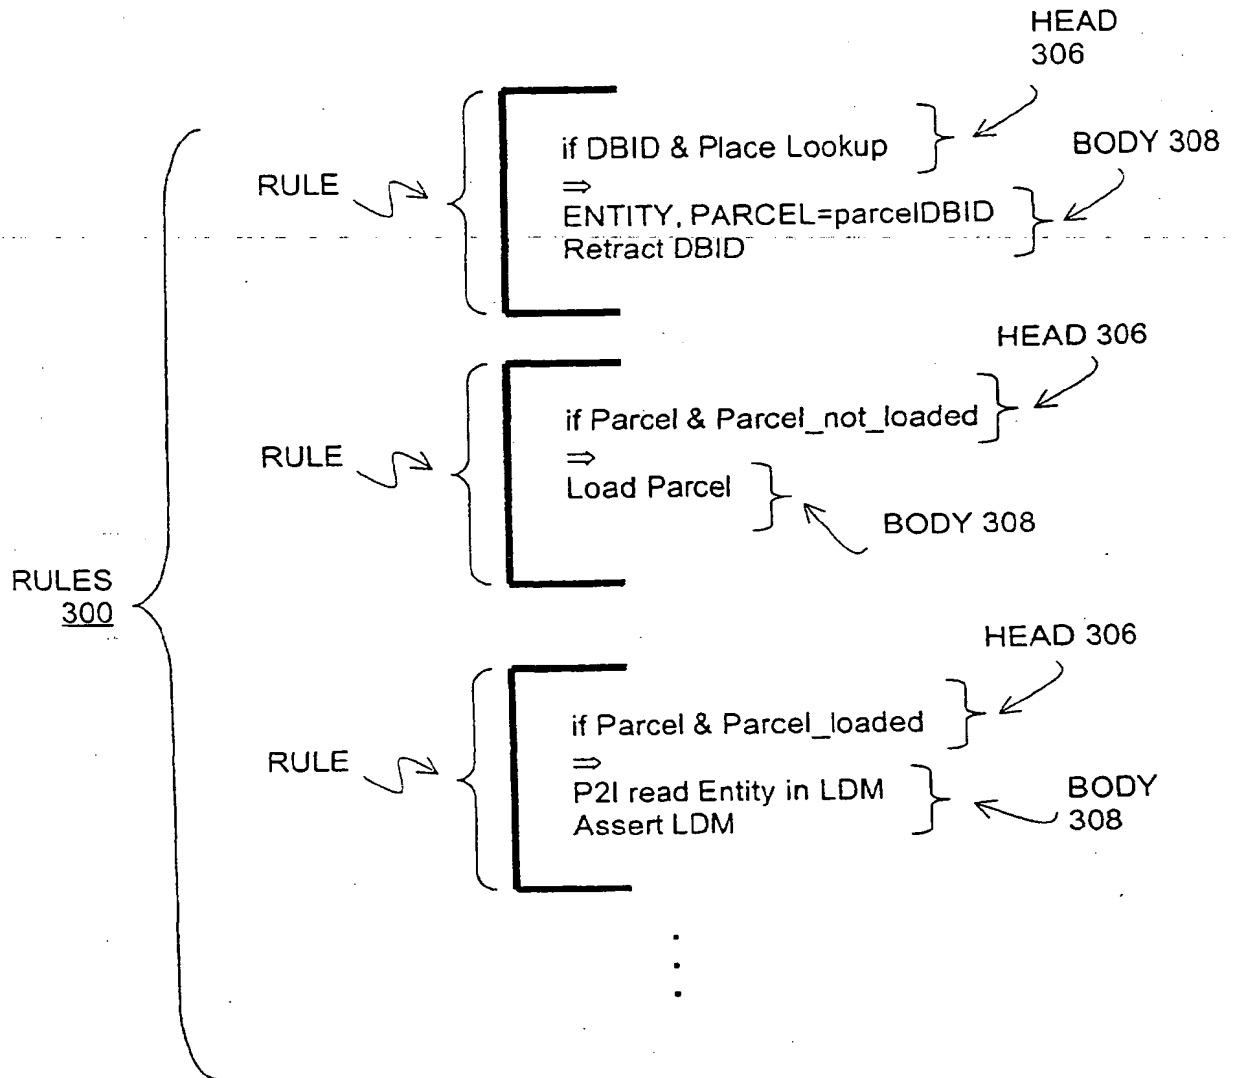 HEAD
306
if DBID & Place Lookup
BODY 308
RULE
⇒
ENTITY, PARCEL=parcelDBID
Retract DBID
HEAD 306
if Parcel & Parcel_not_loaded
RULE
⇒
Load Parcel
BODY 308
RULES
300
HEAD 306
if Parcel & Parcel_loaded
RULE
⇒
P2I read Entity in LDM
Assert LDM
BODY
308